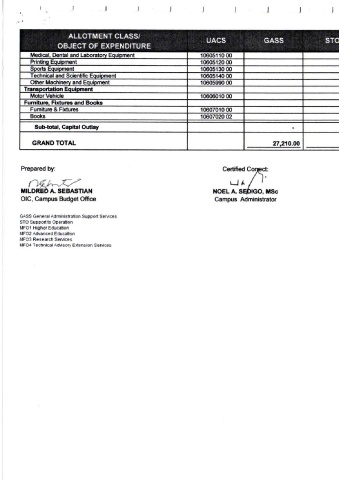 ALLOTMENT CLASS/ OBJECT OF EXPENDITURE UACS GASS STO
Medical, Dental and Laboratory Equipment 10605110 00
Printing Equipment 10605120 00
Sports Equipment 10605130 00
Technical and Scientific Equipment 10605140 00
Other Machinery and Equipment 10605990 00
Transportation Equipment
Motor Vehicle 10606010 00
Furniture, Fixtures and Books
Furniture & Fixtures 10607010 00
Books 10607020 02
Sub-total, Capital Outlay -
GRAND TOTAL 27,210.00
Prepared by: Certified Correct:
MILDRED A. SEBASTIAN NOEL A. SEDIGO, MSc
OIC, Campus Budget Office Campus Administrator
GASS General Administration Support Services
STO Support to Operation
MFO1 Higher Education
MFO2 Advanced Education
MFO3 Research Services
MFO4 Technical Advisory Extension Services